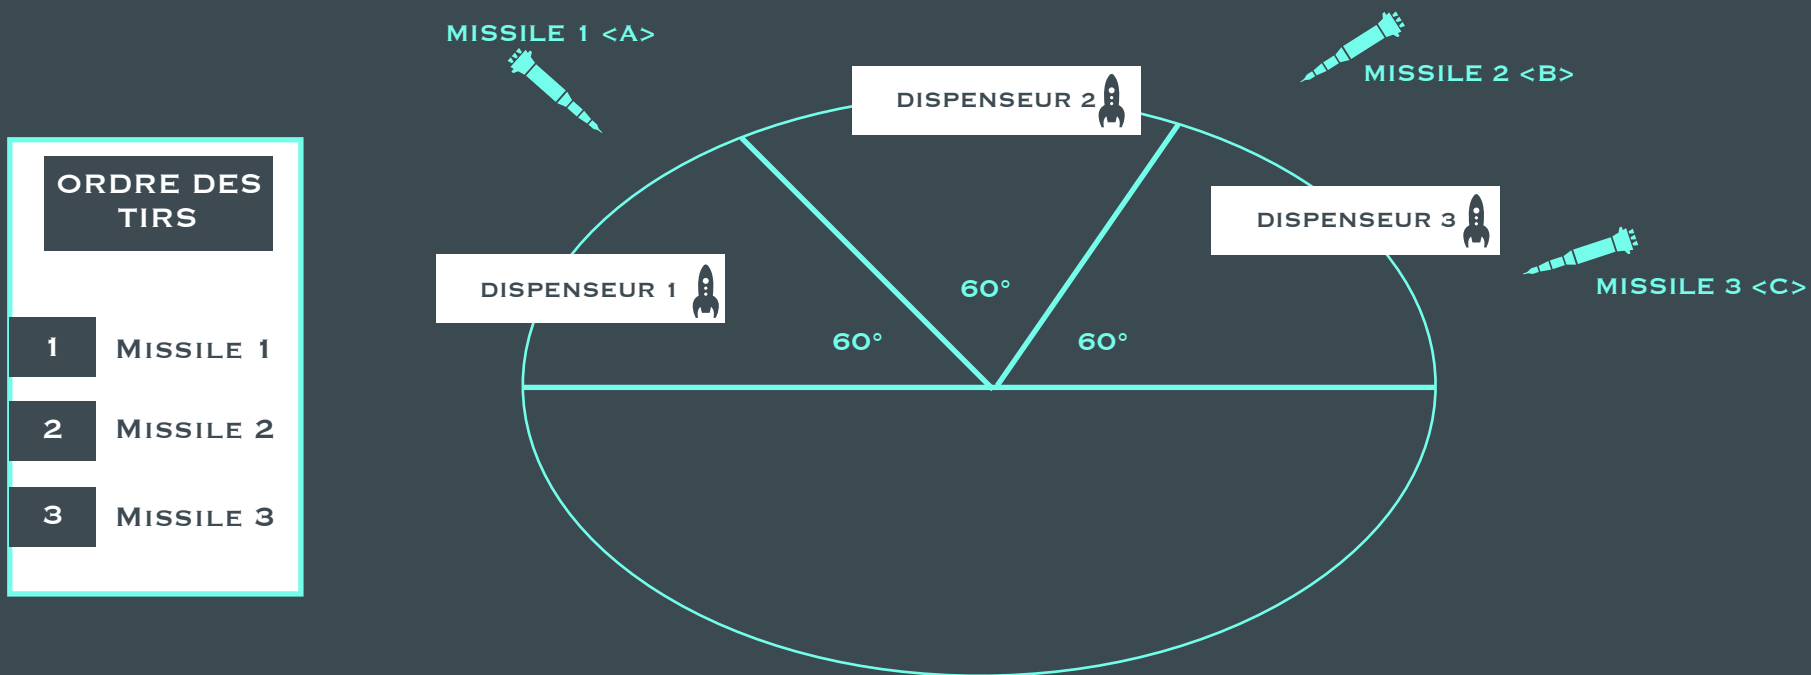 MISSILE 1 <A>
MISSILE 2 <B>
DISPENSEUR 2
ORDRE DES
TIRS
DISPENSEUR 3
DISPENSEUR 1
MISSILE 3 <C>
60°
60°
60°
1 Missile 1
2 Missile 2
3 Missile 3